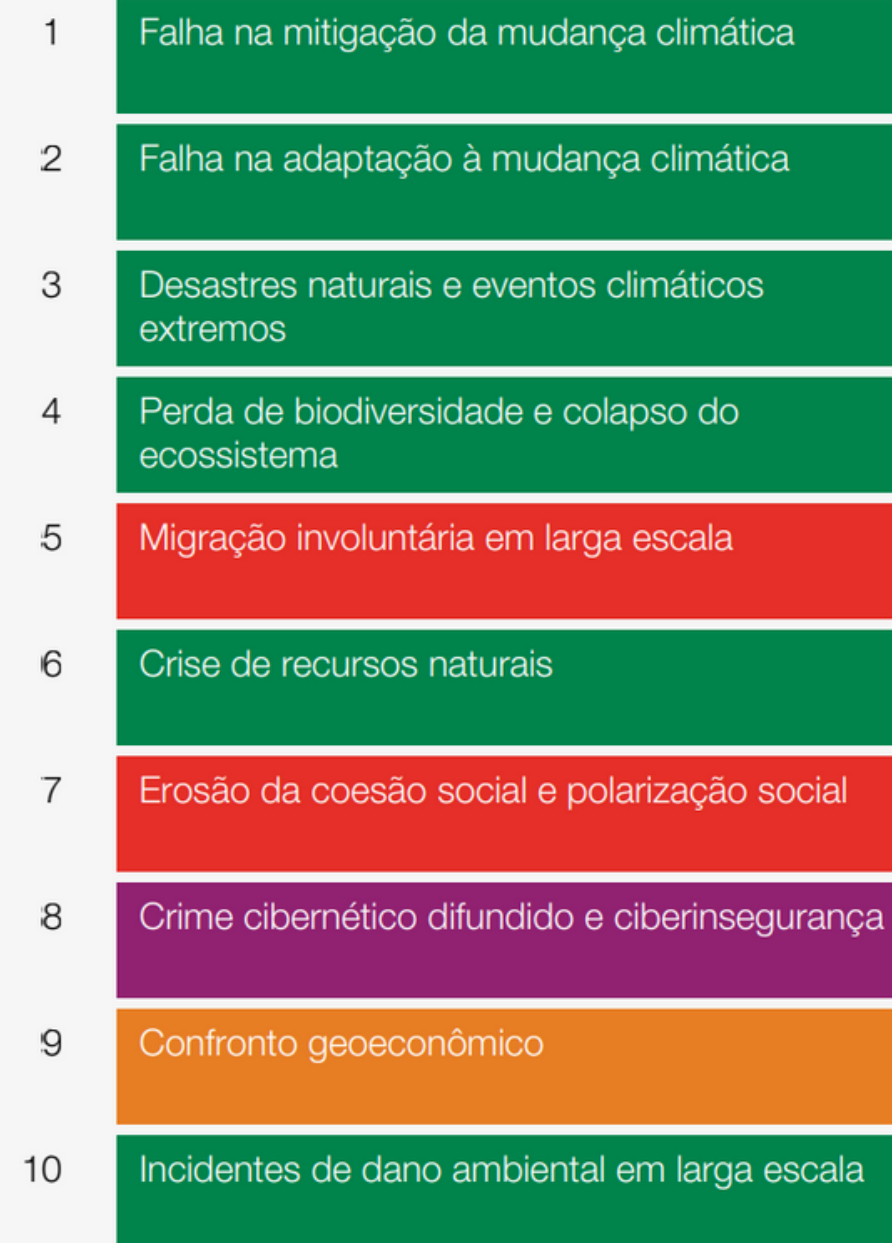 1 Falha na mitigação da mudança climática
2 Falha na adaptação à mudança climática
3 Desastres naturais e eventos climáticos
extremos
4 Perda de biodiversidade e colapso do
ecossistema
5 Migração involuntária em larga escala
6 Crise de recursos naturais
7 Erosão da coesão social e polarização social
8 Crime cibernético difundido e ciberinsegurança
9 Confronto geoeconômico
10 Incidentes de dano ambiental em larga escala